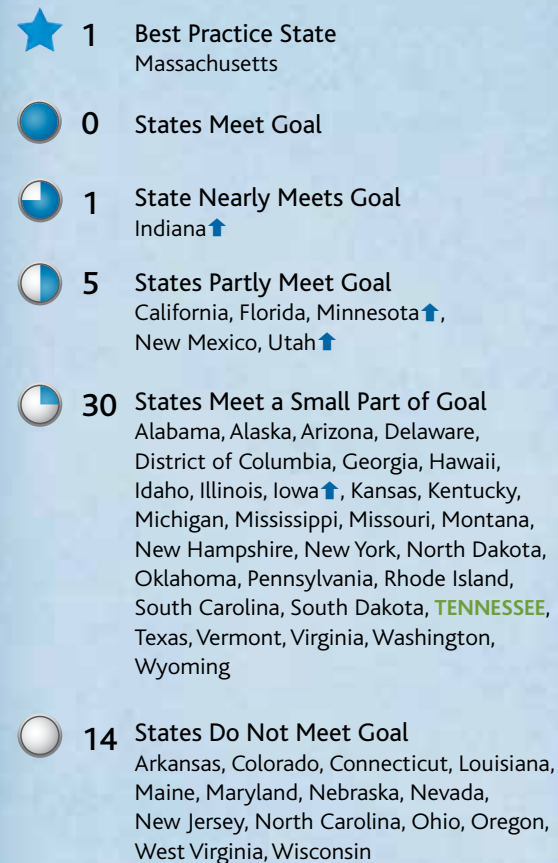 1 Best Practice State
Massachusetts
0 States Meet Goal
1 State Nearly Meets Goal
Indiana⬆
5 States Partly Meet Goal
California, Florida, Minnesota⬆,
New Mexico, Utah⬆
30 States Meet a Small Part of Goal
Alabama, Alaska, Arizona, Delaware,
District of Columbia, Georgia, Hawaii,
Idaho, Illinois, Iowa⬆, Kansas, Kentucky,
Michigan, Mississippi, Missouri, Montana,
New Hampshire, New York, North Dakota,
Oklahoma, Pennsylvania, Rhode Island,
South Carolina, South Dakota, TENNESSEE,
Texas, Vermont, Virginia, Washington,
Wyoming
14 States Do Not Meet Goal
Arkansas, Colorado, Connecticut, Louisiana,
Maine, Maryland, Nebraska, Nevada,
New Jersey, North Carolina, Ohio, Oregon,
West Virginia, Wisconsin